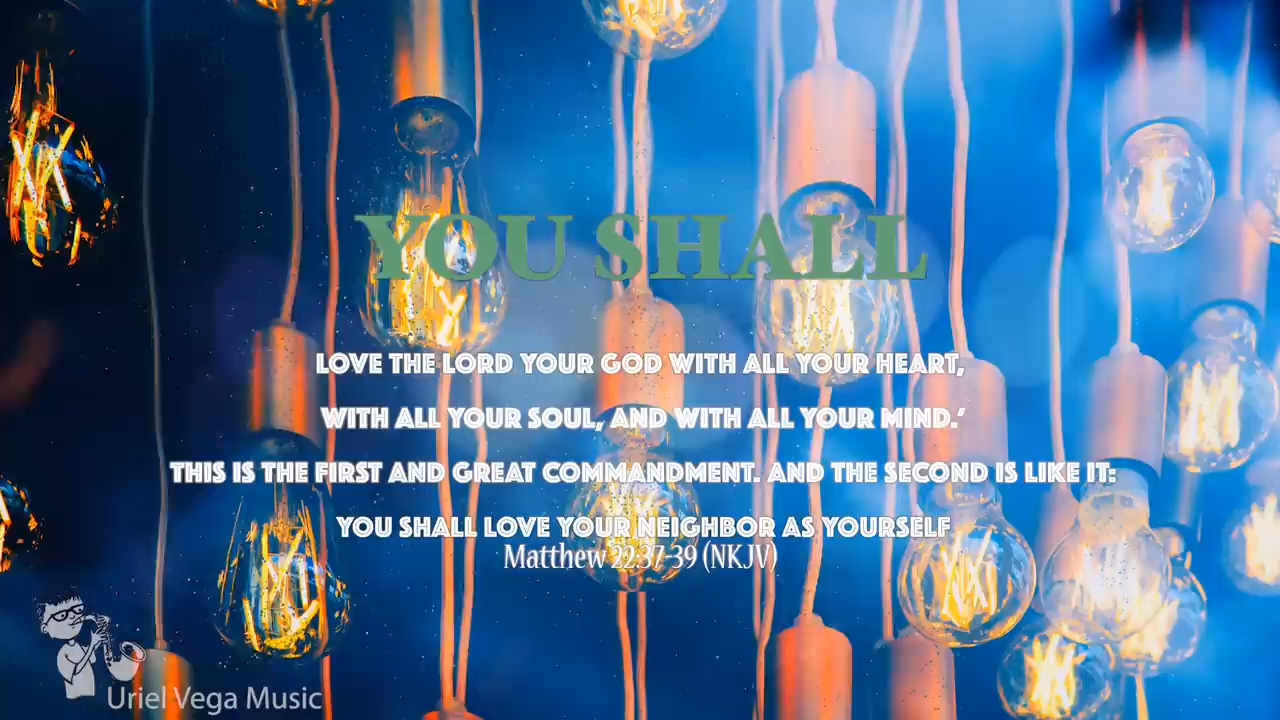 YOU SHALL
LOVE THE LORD YOUR GOD WITH ALL YOUR HEART,
WITH ALL YOUR SOUL, AND WITH ALL YOUR MIND.’
THIS IS THE FIRST AND GREAT COMMANDMENT. AND THE SECOND IS LIKE IT:
YOU SHALL LOVE YOUR NEIGHBOR AS YOURSELF
Matthew 22:37-39 (NKJV)
Uriel Vega Music